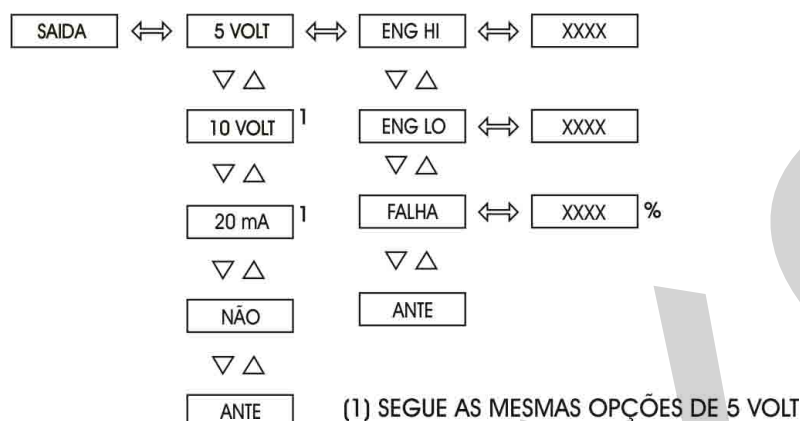 SAIDA 5 VOLT ENG HI XXXX
10 VOLT 1 ENG LO XXXX
20 mA 1 FALHA XXXX %
NÃO ANTE
ANTE (1) SEGUE AS MESMAS OPÇÕES DE 5 VOLT